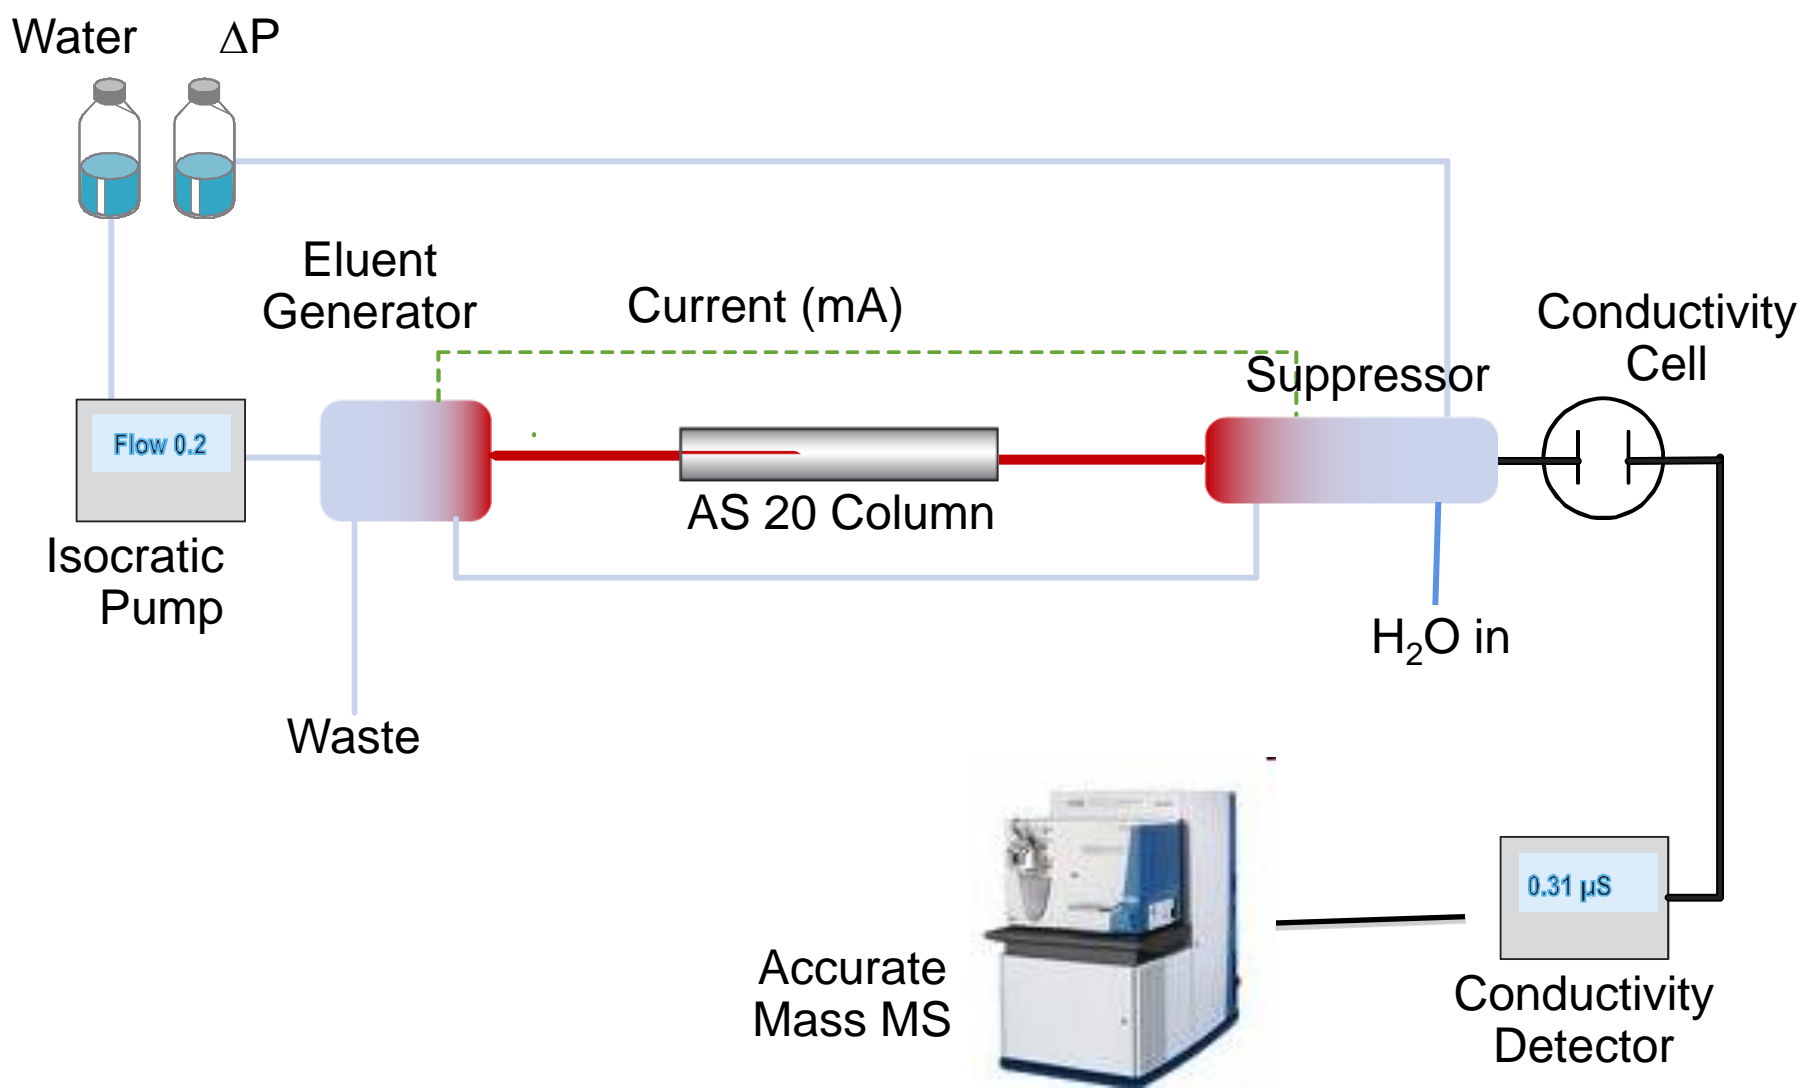 Water
ΔP
Eluent
Generator
Current (mA)
Conductivity
Cell
Suppressor
Flow 0.2
AS 20 Column
Isocratic
Pump
H₂O in
Waste
0.31 µS
Accurate
Mass MS
Conductivity
Detector